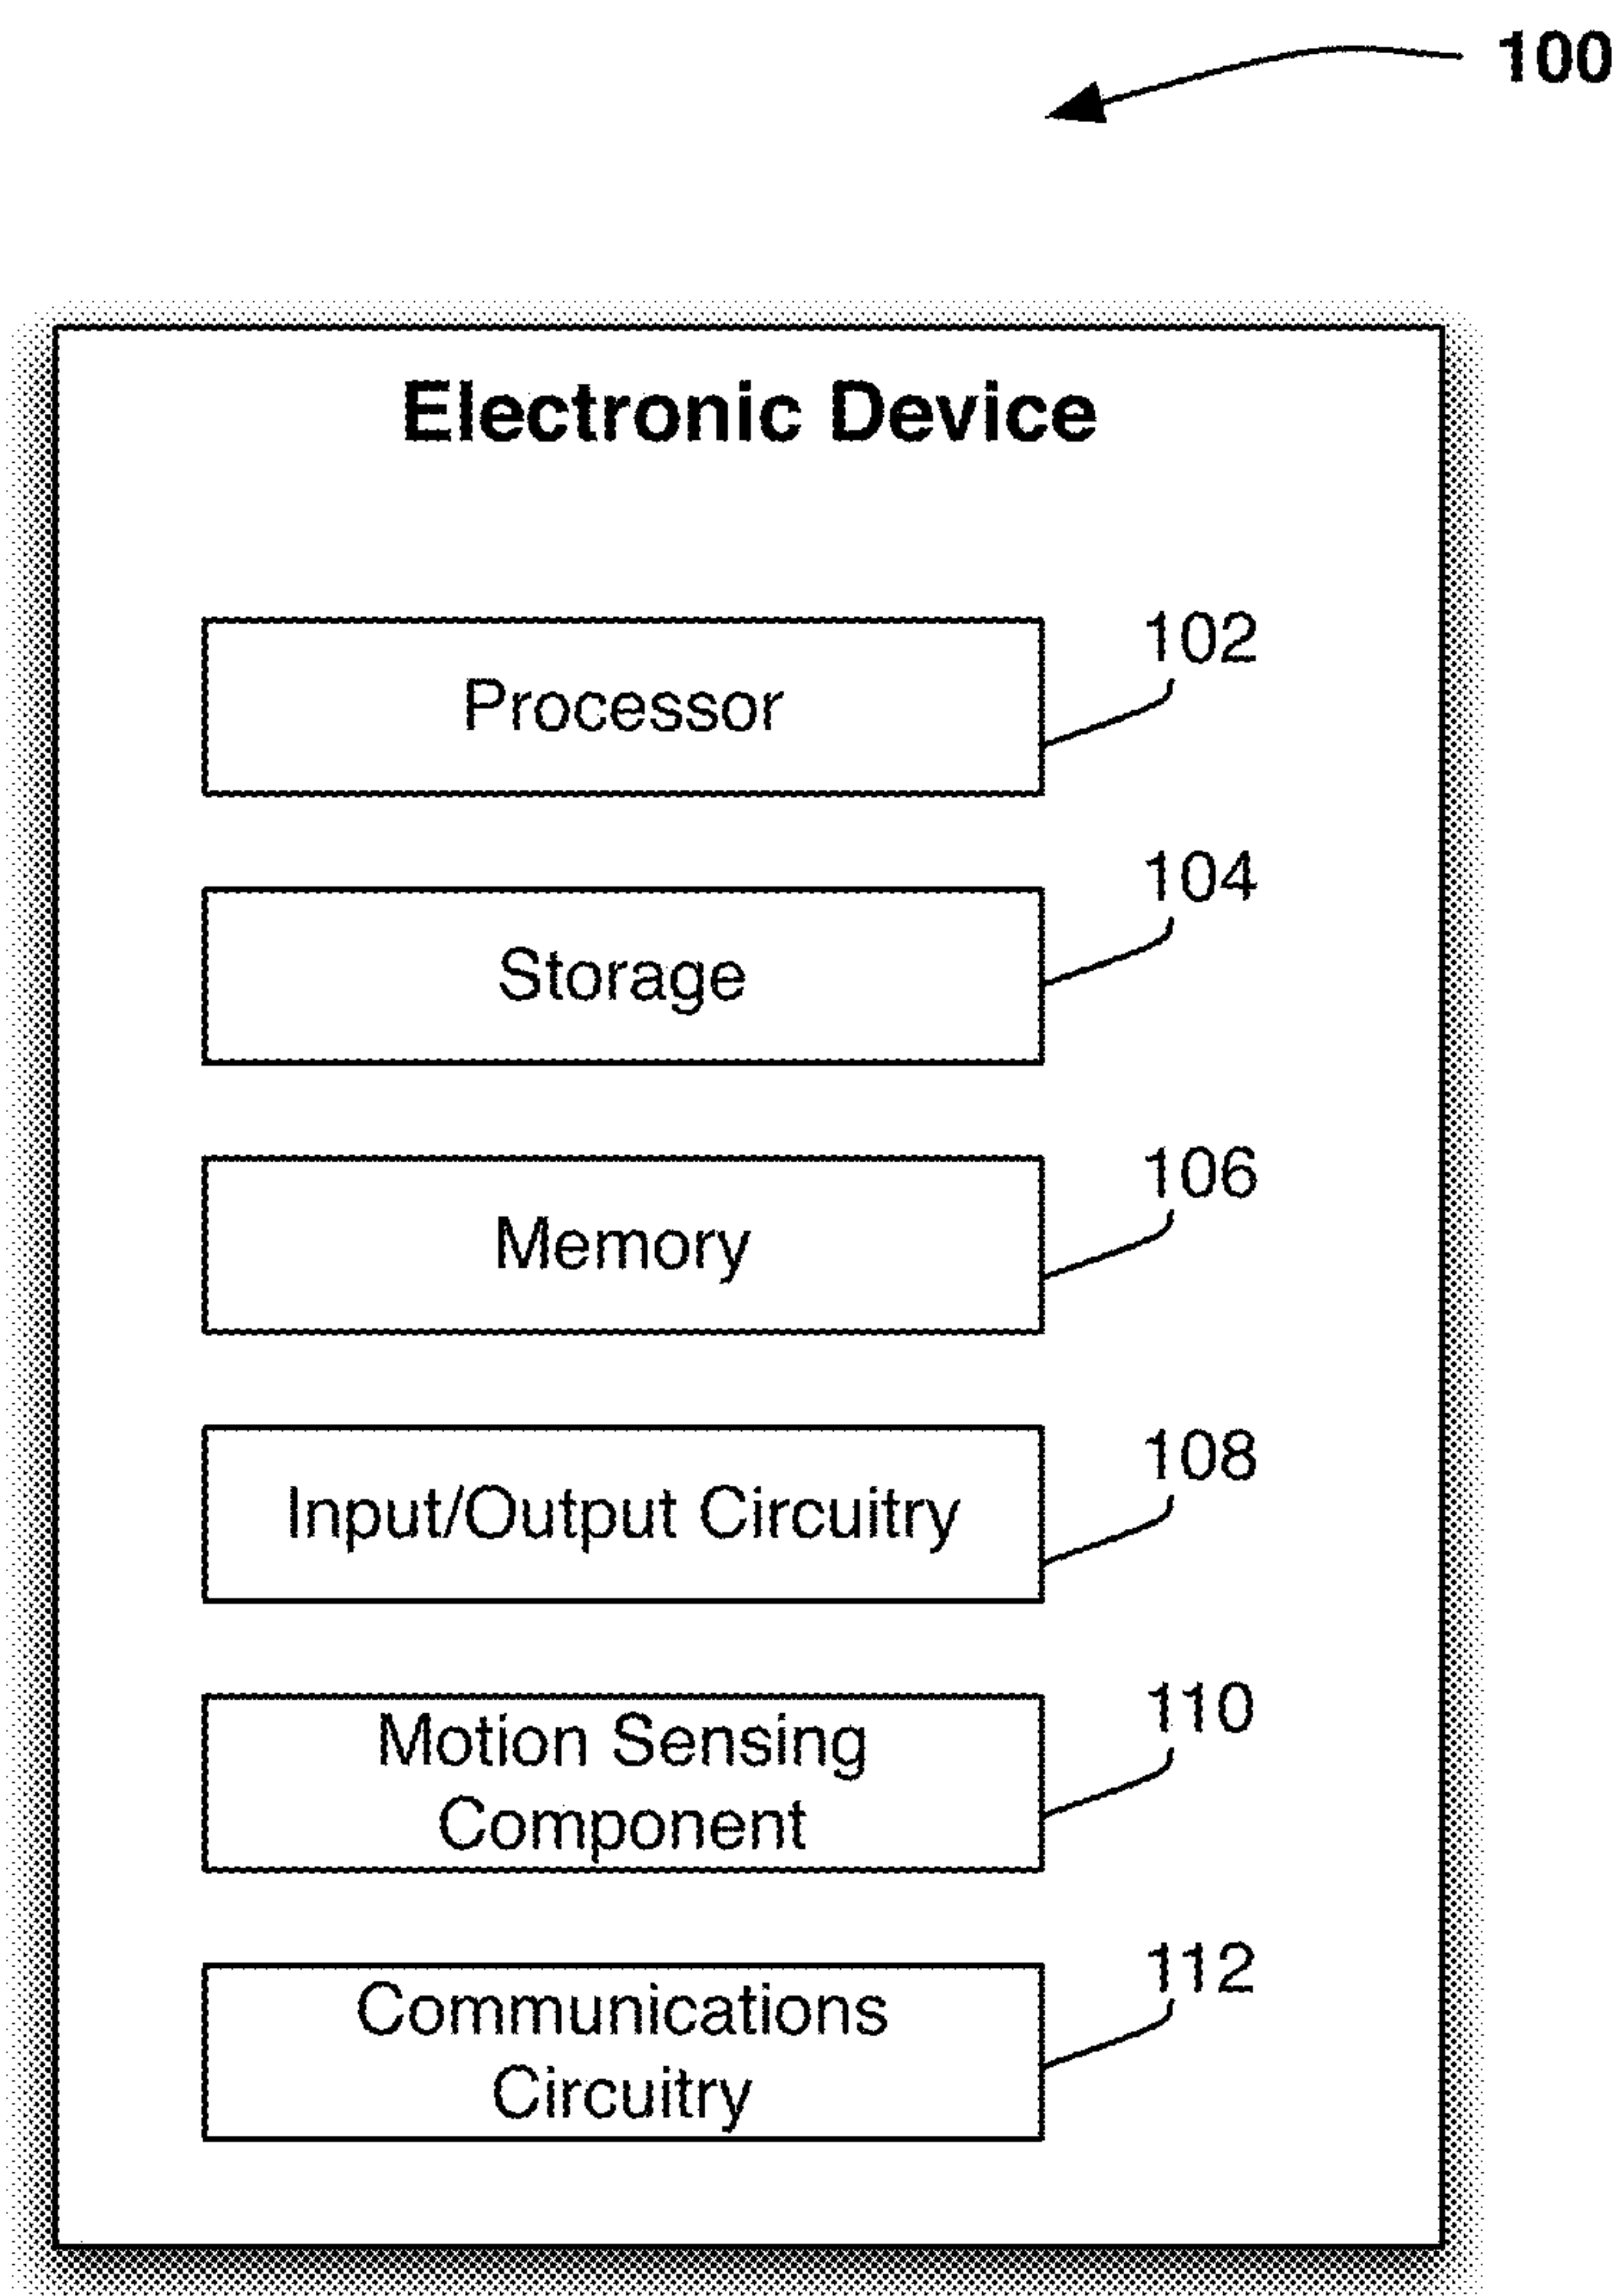 100
Electronic Device
102
Processor
104
Storage
106
Memory
108
Input/Output Circuitry
110
Motion Sensing
Component
112
Communications
Circuitry